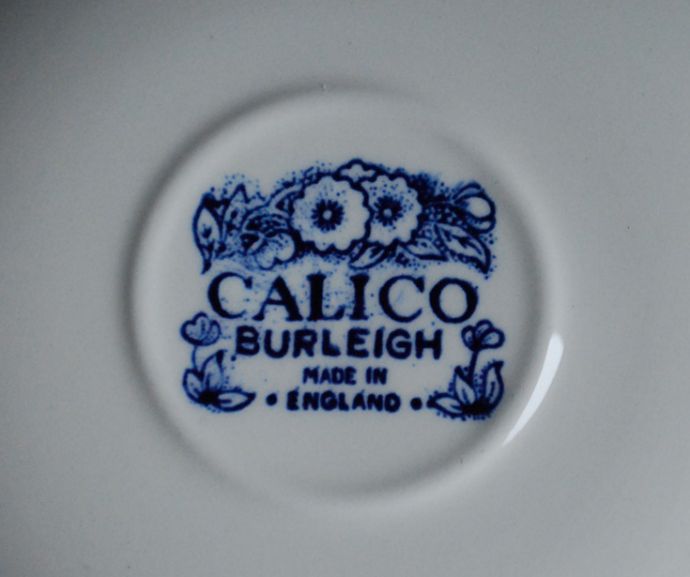 CALICO
BURLEIGH
MADE IN
• ENGLAND •